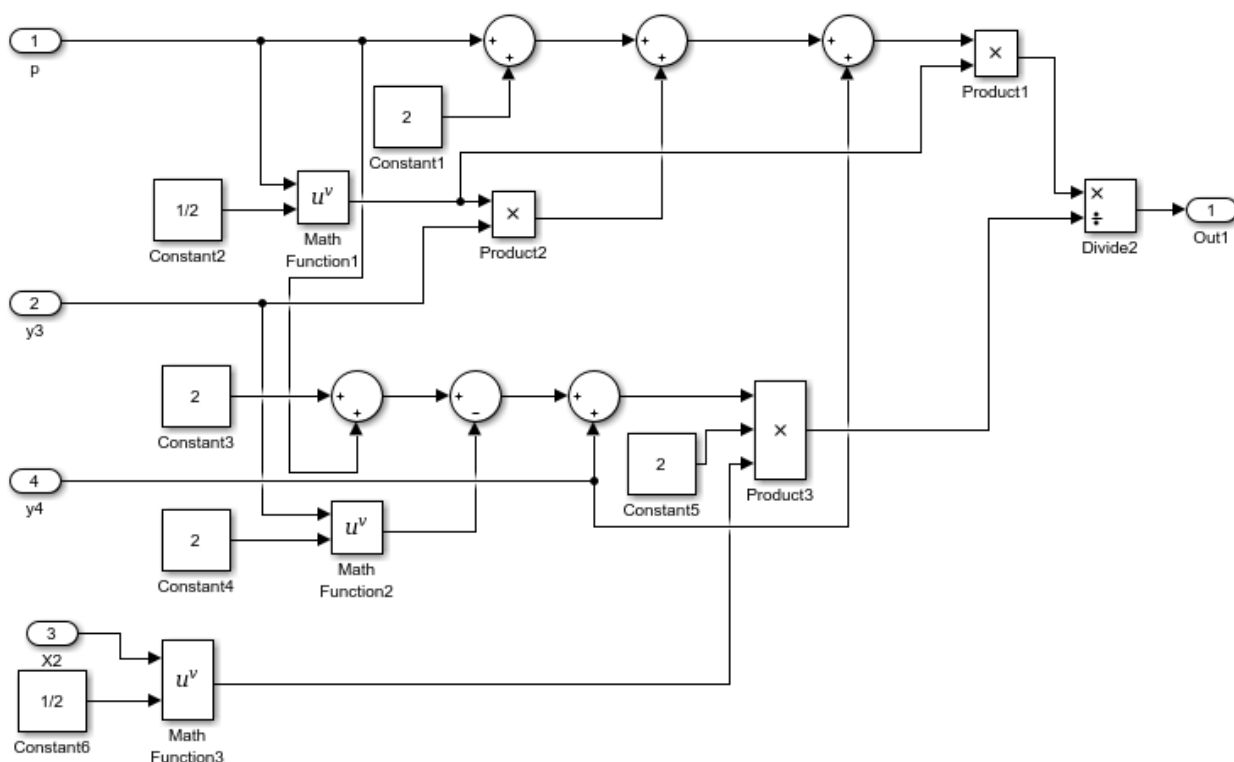 1
p
2
Constant1
×
Product1
1/2
Constant2
u^v
Math
Function1
×
Product2
×
÷
Divide2
1
Out1
2
y3
2
Constant3
+
+
+
−
+
+
2
Constant5
×
Product3
4
y4
2
Constant4
u^v
Math
Function2
3
X2
1/2
Constant6
u^v
Math
Function3
+
+
+
+
+
+